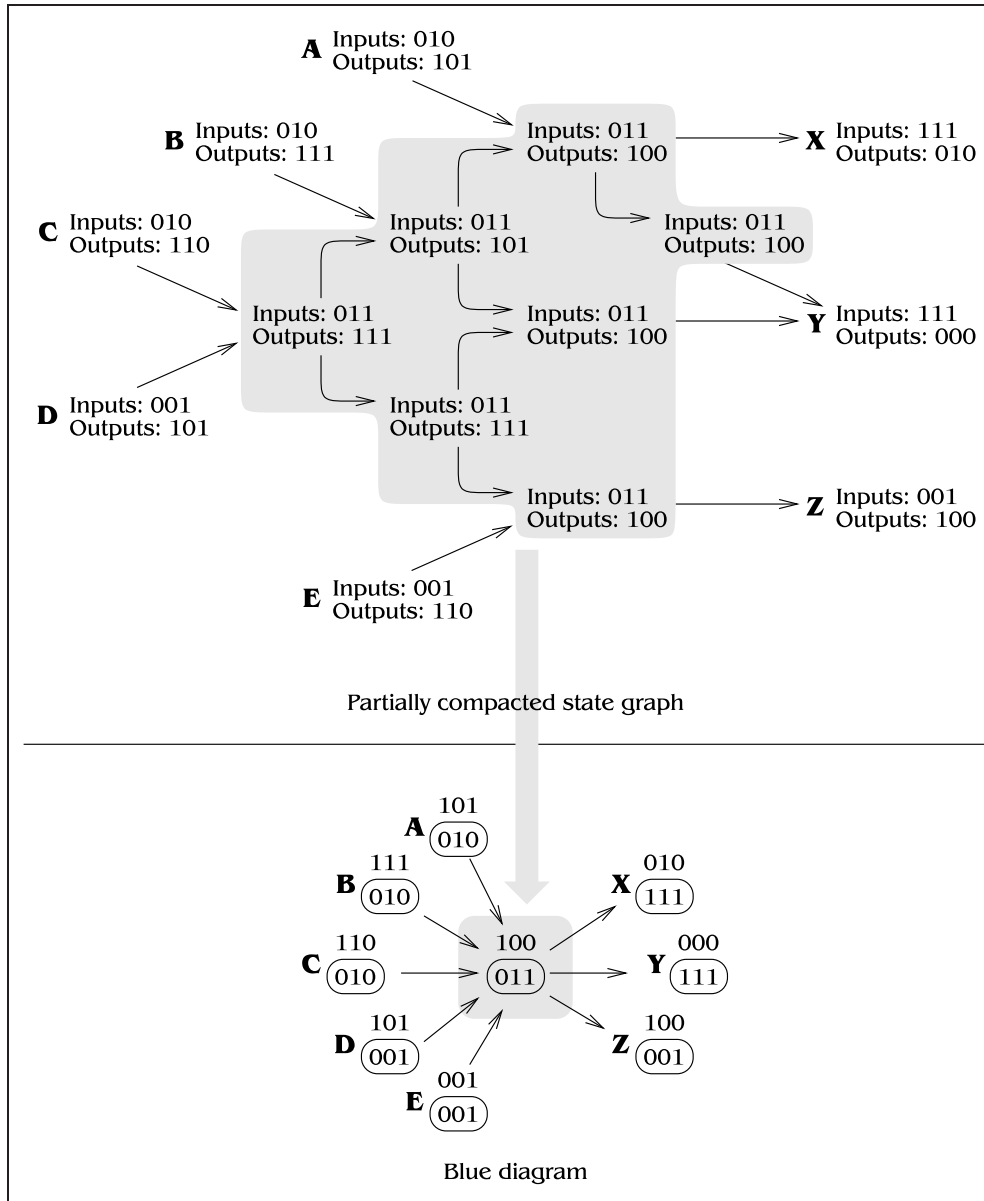 A Inputs: 010
Outputs: 101
B Inputs: 010
Outputs: 111
Inputs: 011
Outputs: 100
X Inputs: 111
Outputs: 010
C Inputs: 010
Outputs: 110
Inputs: 011
Outputs: 101
Inputs: 011
Outputs: 100
Inputs: 011
Outputs: 111
Inputs: 011
Outputs: 100
Y Inputs: 111
Outputs: 000
D Inputs: 001
Outputs: 101
Inputs: 011
Outputs: 111
Inputs: 011
Outputs: 100
Z Inputs: 001
Outputs: 100
E Inputs: 001
Outputs: 110
Partially compacted state graph
101
A 010
111
B 010
010
X 111
110
C 010
100
011
000
Y 111
101
D 001
100
Z 001
001
E 001
Blue diagram